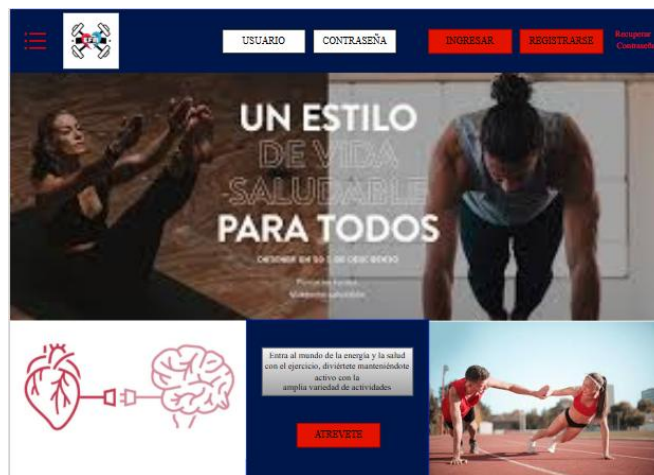 USUARIO
CONTRASEÑA
INGRESAR
REGISTRARSE
Recuperar
Contraseña
UN ESTILO
DE VIDA
-SALUDABLE
PARA TODOS
Entra al mundo de la energía y la salud
con el ejercicio, diviértete manteniéndote
activo con la
amplia variedad de actividades
ATREVETE